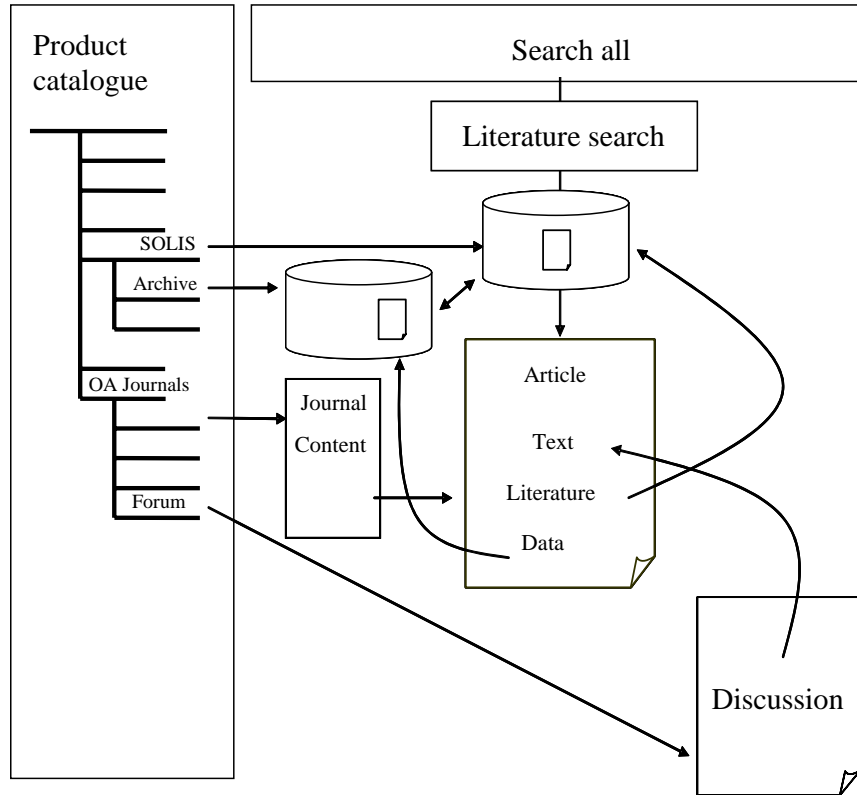 Product
catalogue
Search all
Literature search
SOLIS
Archive
OA Journals
Forum
Journal
Content
Article
Text
Literature
Data
Discussion